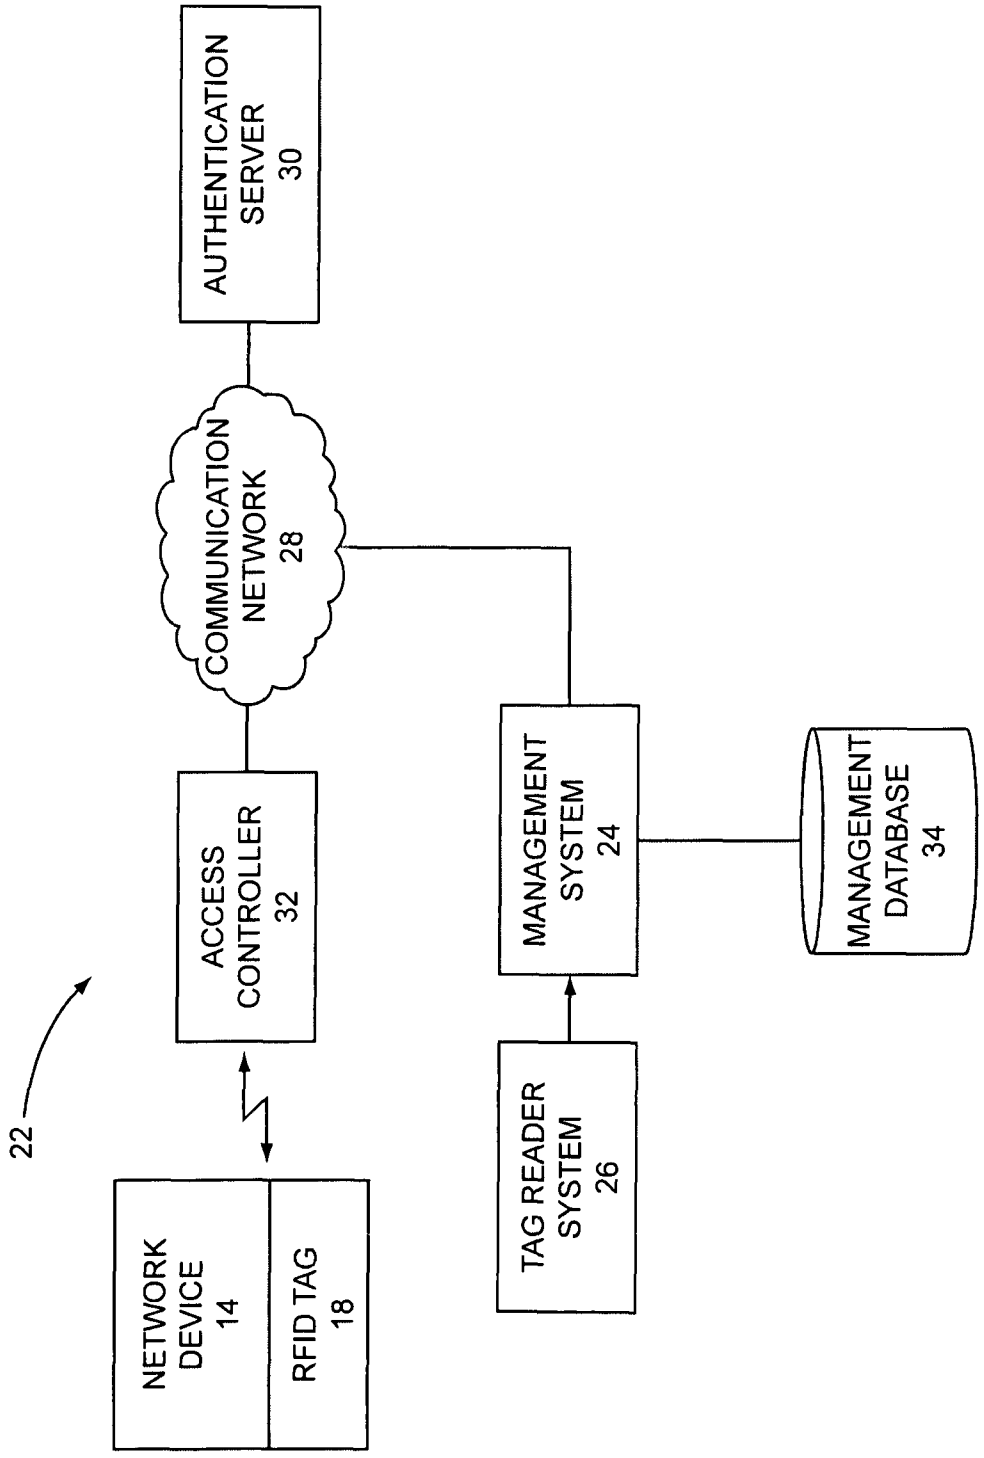 22
NETWORK
DEVICE
14
RFID TAG
18
ACCESS
CONTROLLER
32
COMMUNICATION
NETWORK
28
AUTHENTICATION
SERVER
30
TAG READER
SYSTEM
26
MANAGEMENT
SYSTEM
24
MANAGEMENT
DATABASE
34